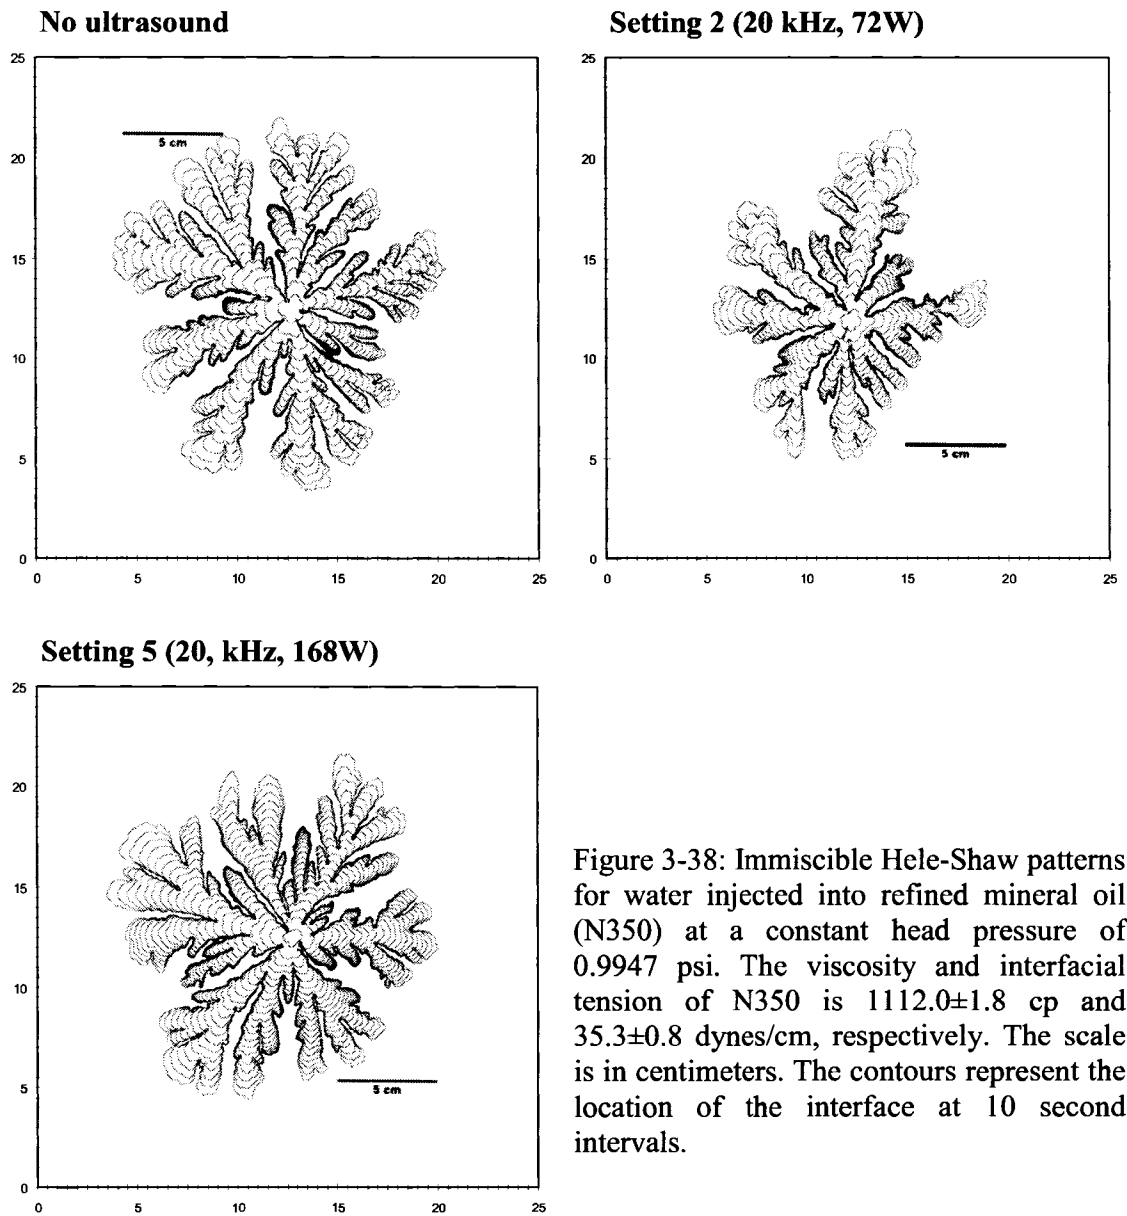 No ultrasound
25
20
15
10
5
0
0 5 10 15 20 25
5 cm
Setting 2 (20 kHz, 72W)
25
20
15
10
5
0
0 5 10 15 20 25
5 cm
Setting 5 (20, kHz, 168W)
25
20
15
10
5
0
0 5 10 15 20 25
5 cm
Figure 3-38: Immiscible Hele-Shaw patterns
for water injected into refined mineral oil
(N350) at a constant head pressure of
0.9947 psi. The viscosity and interfacial
tension of N350 is 1112.0±1.8 cp and
35.3±0.8 dynes/cm, respectively. The scale
is in centimeters. The contours represent the
location of the interface at 10 second
intervals.